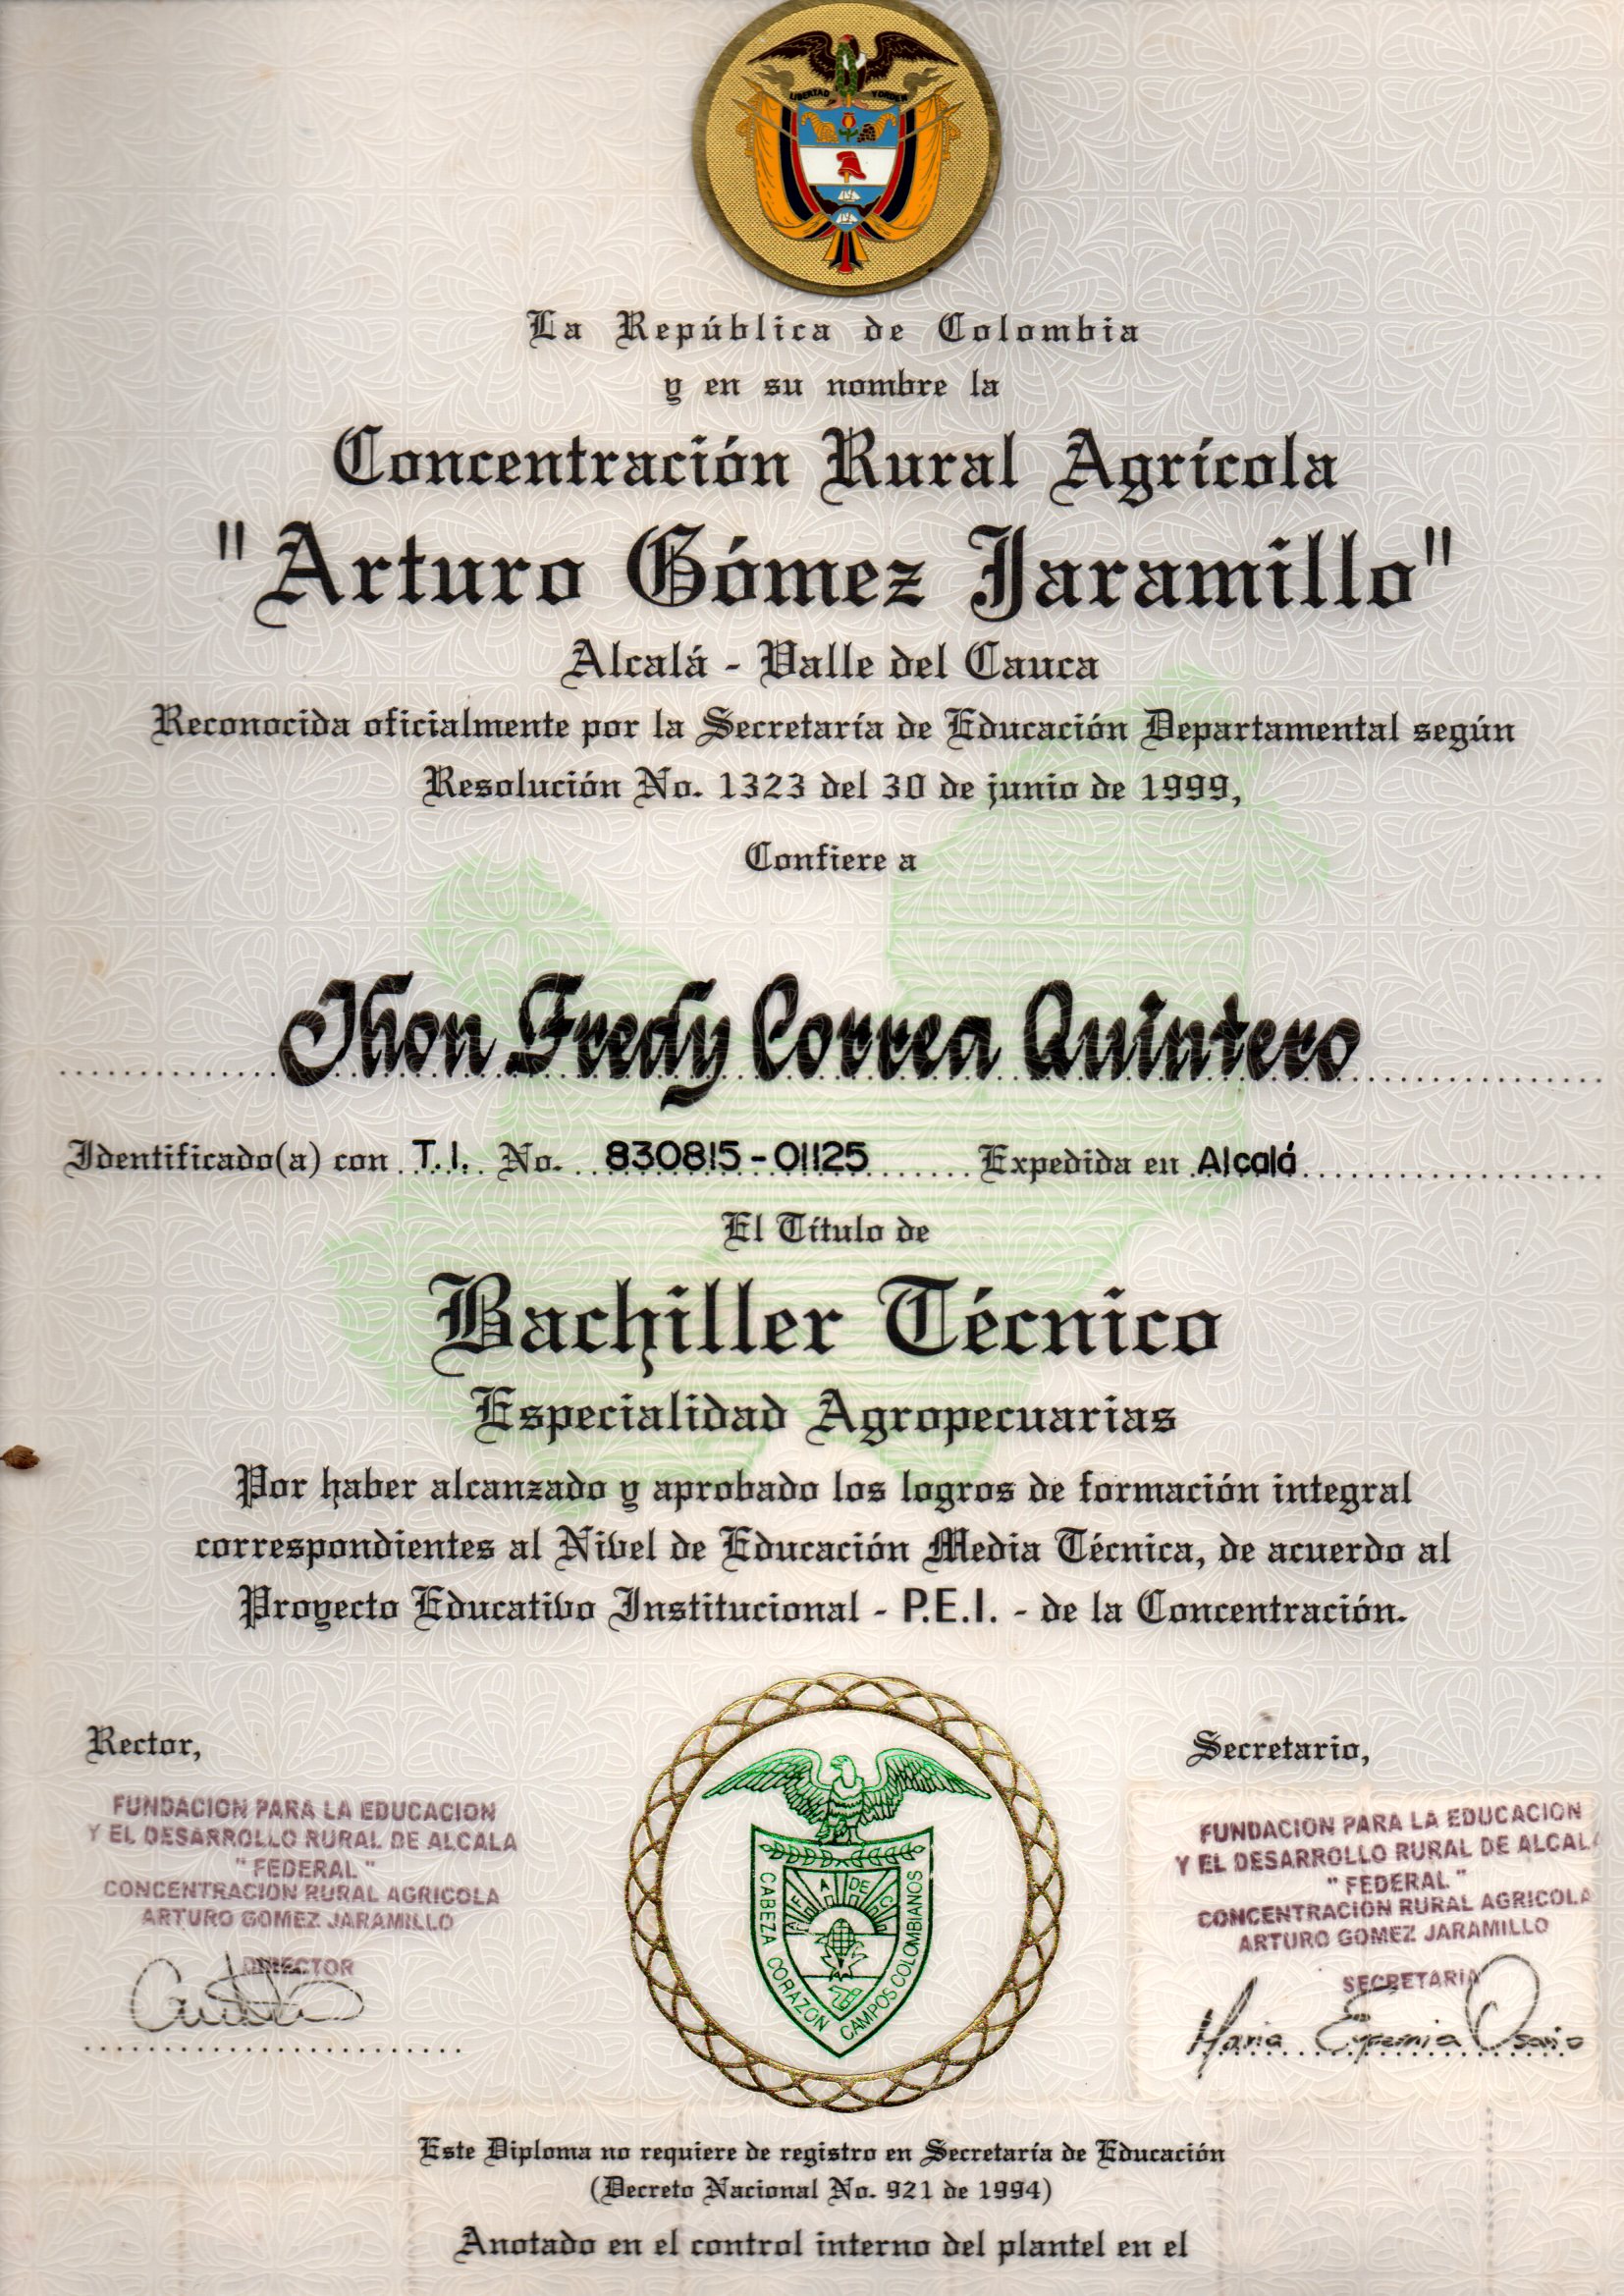 LIBERTAD Y ORDEN
La República de Colombia
y en su nombre la
Concentración Rural Agrícola
"Arturo Gómez Jaramillo"
Alcalá - Valle del Cauca
Reconocida oficialmente por la Secretaría de Educación Departamental según
Resolución No. 1323 del 30 de junio de 1999,
Confiere a
Jhon Fredy Correa Quintero
Identificado(a) con T.I. No. 830815-01125 Expedida en Alcalá
El Título de
Bachiller Técnico
Especialidad Agropecuarias
Por haber alcanzado y aprobado los logros de formación integral
correspondientes al Nivel de Educación Media Técnica, de acuerdo al
Proyecto Educativo Institucional - P.E.I. - de la Concentración.
Rector,
FUNDACION PARA LA EDUCACION
Y EL DESARROLLO RURAL DE ALCALA
" FEDERAL "
CONCENTRACION RURAL AGRICOLA
ARTURO GOMEZ JARAMILLO
DIRECTOR
CABEZA CORAZON CAMPOS COLOMBIANOS
Secretario,
FUNDACION PARA LA EDUCACION
Y EL DESARROLLO RURAL DE ALCALA
" FEDERAL "
CONCENTRACION RURAL AGRICOLA
ARTURO GOMEZ JARAMILLO
SECRETARIA
Maria Eufemia Osorio
Este Diploma no requiere de registro en Secretaría de Educación
(Decreto Nacional No. 921 de 1994)
Anotado en el control interno del plantel en el